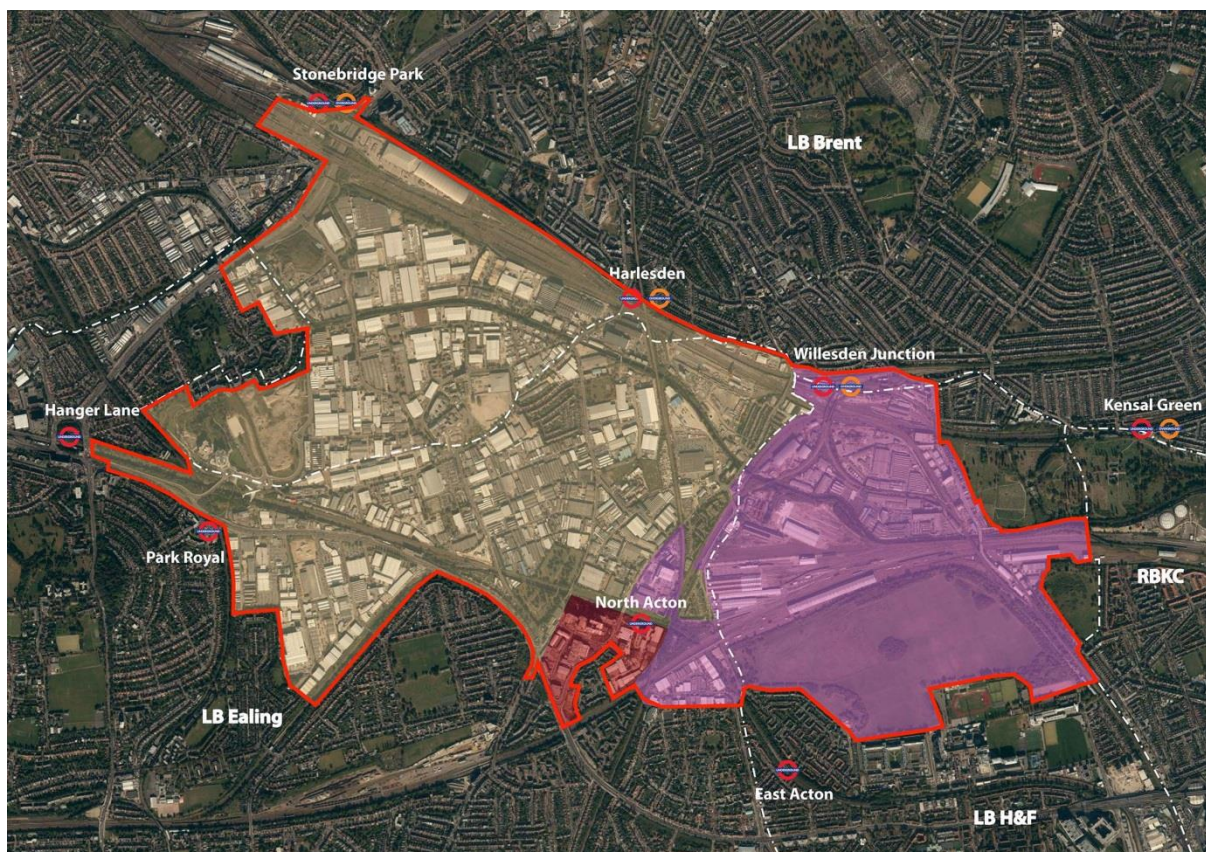 Stonebridge Park
LB Brent
Harlesden
Willesden Junction
Hanger Lane
Kensal Green
Park Royal
RBKC
North Acton
LB Ealing
East Acton
LB H&F